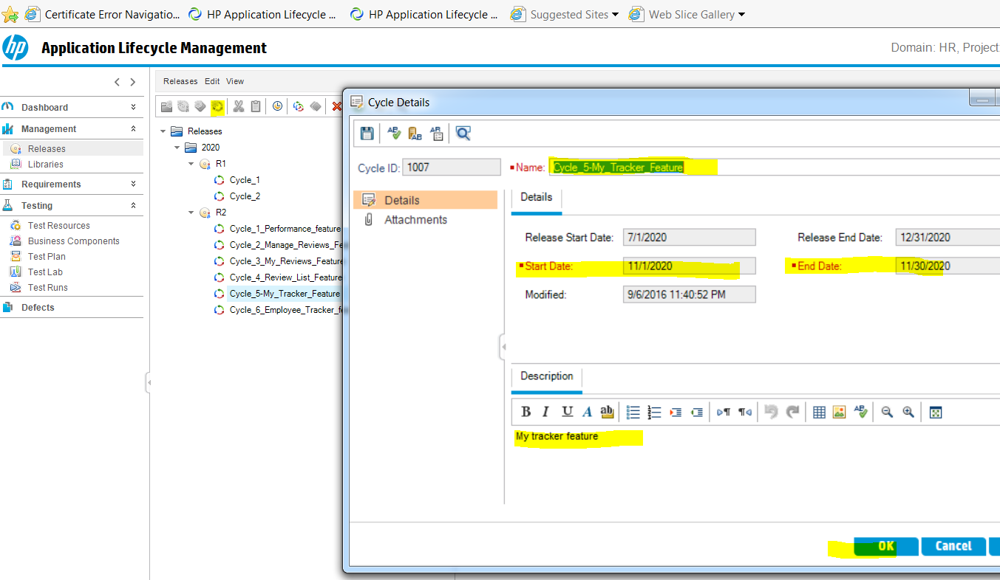 Certificate Error Navigatio... HP Application Lifecycle ... HP Application Lifecycle ... Suggested Sites Web Slice Gallery
hp Application Lifecycle Management Domain: HR, Project:
Dashboard
Management
Releases
Libraries
Requirements
Testing
Test Resources
Business Components
Test Plan
Test Lab
Test Runs
Defects
Releases Edit View
Releases
2020
R1
Cycle_1
Cycle_2
R2
Cycle_1_Performance_feature
Cycle_2_Manage_Reviews_Fe
Cycle_3_My_Reviews_Feature
Cycle_4_Review_List_Feature
Cycle_5-My_Tracker_Feature
Cycle_6_Employee_Tracker_fe
Cycle Details
Cycle ID: 1007 Name: Cycle_5-My_Tracker_Feature
Details
Attachments
Details
Release Start Date: 7/1/2020 Release End Date: 12/31/2020
Start Date: 11/1/2020 End Date: 11/30/2020
Modified: 9/6/2016 11:40:52 PM
Description
B I U A ab
My tracker feature
OK Cancel